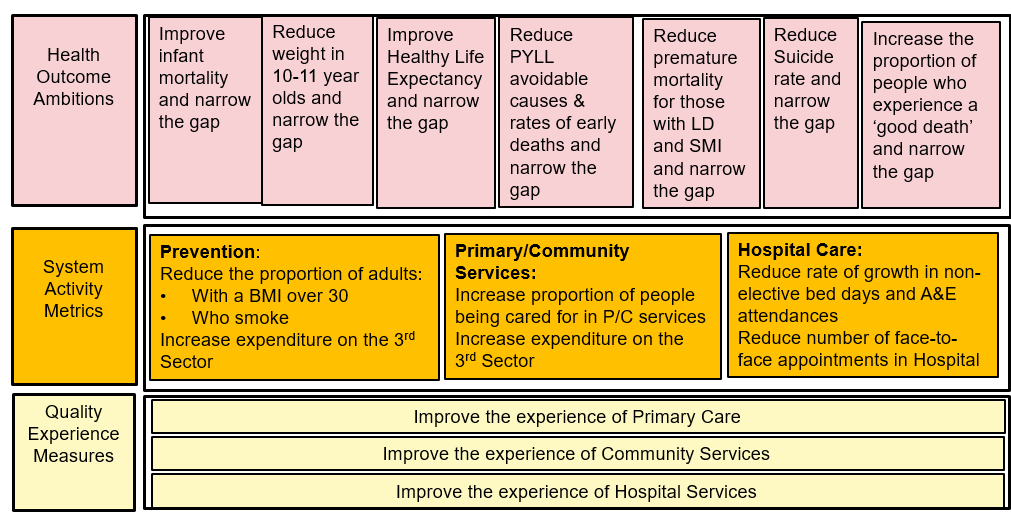 Health
Outcome
Ambitions
Improve
infant
mortality
and narrow
the gap
Reduce
weight in
10-11 year
olds and
narrow the
gap
Improve
Healthy Life
Expectancy
and narrow
the gap
Reduce
PYLL
avoidable
causes &
rates of early
deaths and
narrow the
gap
Reduce
premature
mortality
for those
with LD
and SMI
and narrow
the gap
Reduce
Suicide
rate and
narrow
the gap
Increase the
proportion of
people who
experience a
‘good death’
and narrow
the gap
System
Activity
Metrics
Prevention:
Reduce the proportion of adults:
• With a BMI over 30
• Who smoke
Increase expenditure on the 3rd
Sector
Primary/Community
Services:
Increase proportion of people
being cared for in P/C services
Increase expenditure on the
3rd Sector
Hospital Care:
Reduce rate of growth in non-
elective bed days and A&E
attendances
Reduce number of face-to-
face appointments in Hospital
Quality
Experience
Measures
Improve the experience of Primary Care
Improve the experience of Community Services
Improve the experience of Hospital Services